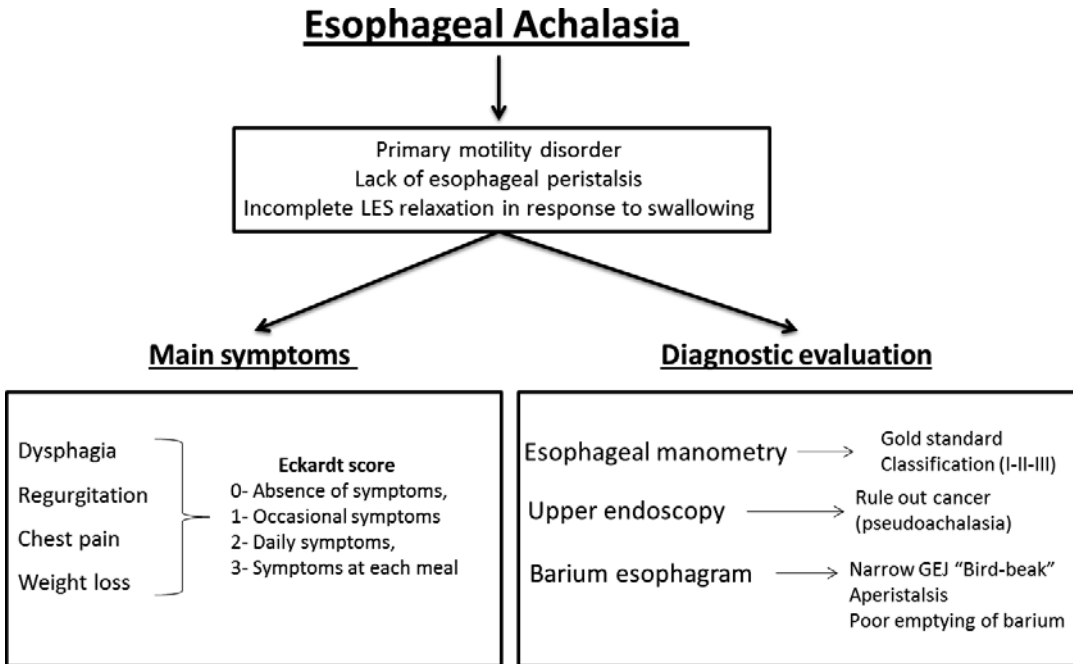 Esophageal Achalasia
Primary motility disorder
Lack of esophageal peristalsis
Incomplete LES relaxation in response to swallowing
Main symptoms
Dysphagia
Regurgitation
Chest pain
Weight loss
Eckardt score
0- Absence of symptoms,
1- Occasional symptoms
2- Daily symptoms,
3- Symptoms at each meal
Diagnostic evaluation
Esophageal manometry
Gold standard
Classification (I-II-III)
Upper endoscopy
Rule out cancer
(pseudoachalasia)
Barium esophagram
Narrow GEJ “Bird-beak”
Aperistalsis
Poor emptying of barium